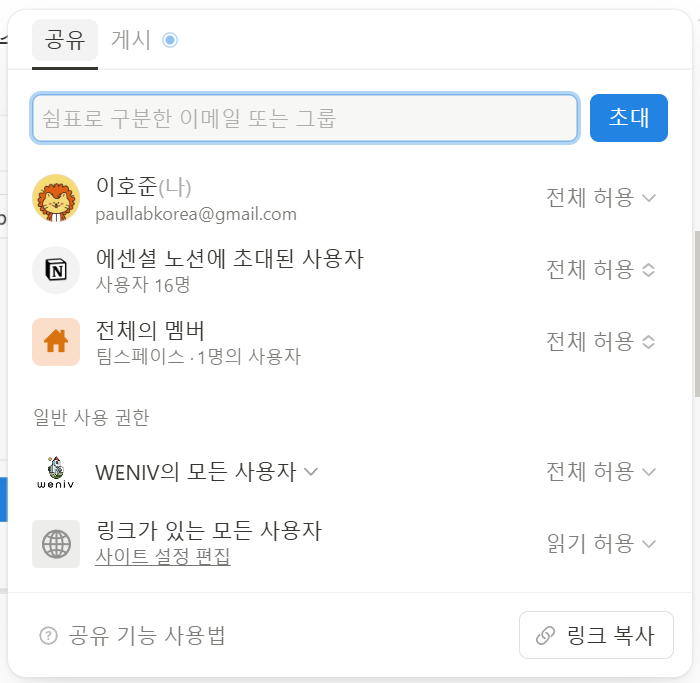 공유 게시
쉼표로 구분한 이메일 또는 그룹 초대
이호준(나) 전체 허용
paullabkorea@gmail.com
에센셜 노션에 초대된 사용자 전체 허용
사용자 16명
전체의 멤버 전체 허용
팀스페이스 · 1명의 사용자
일반 사용 권한
weniv WENIV의 모든 사용자 전체 허용
링크가 있는 모든 사용자 읽기 허용
사이트 설정 편집
공유 기능 사용법 링크 복사